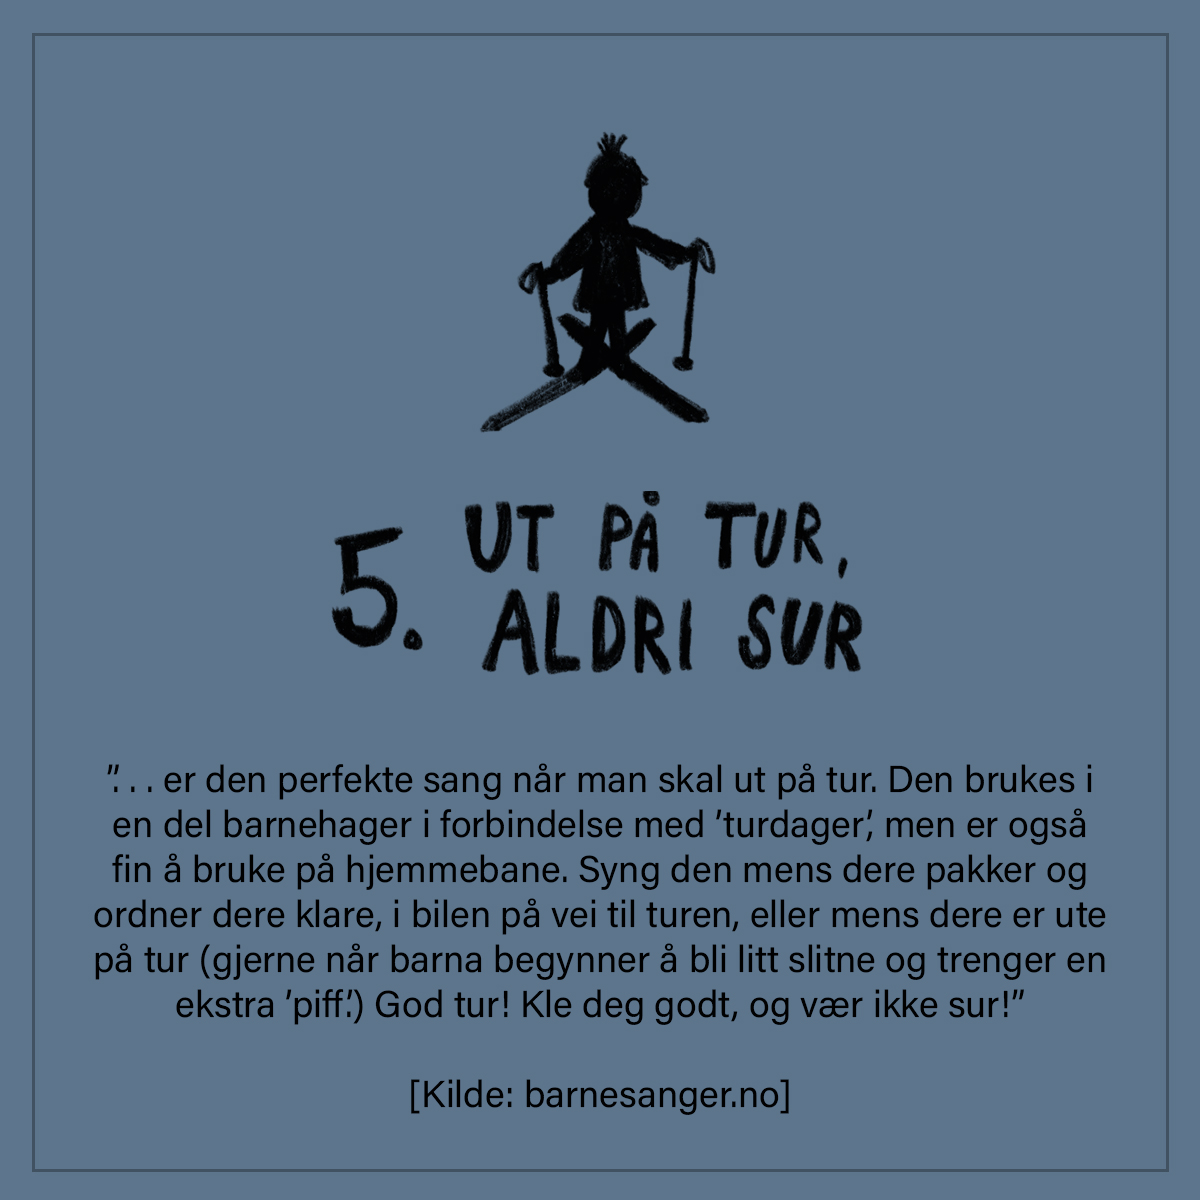 5. UT PÅ TUR,
ALDRI SUR
”. . . er den perfekte sang når man skal ut på tur. Den brukes i
en del barnehager i forbindelse med ’turdager’, men er også
fin å bruke på hjemmebane. Syng den mens dere pakker og
ordner dere klare, i bilen på vei til turen, eller mens dere er ute
på tur (gjerne når barna begynner å bli litt slitne og trenger en
ekstra ’piff’.) God tur! Kle deg godt, og vær ikke sur!”
[Kilde: barnesanger.no]